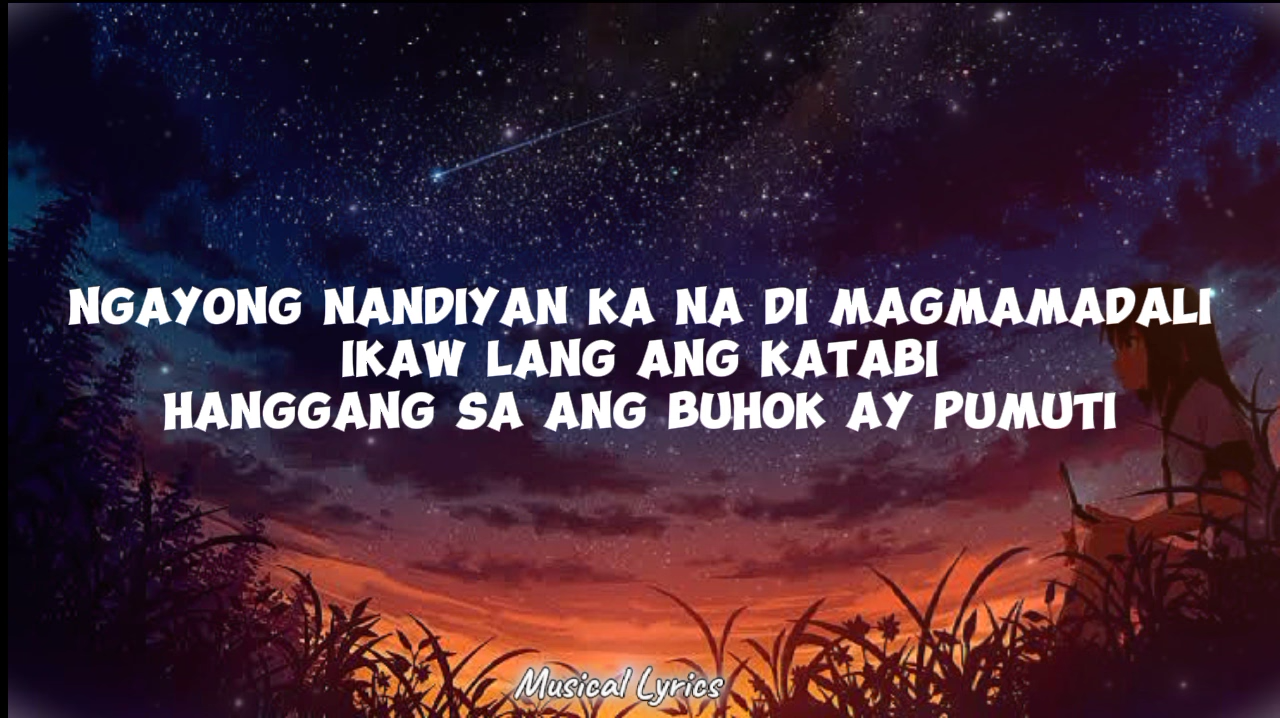 NGAYONG NANDIYAN KA NA DI MAGMAMADALI
IKAW LANG ANG KATABI
HANGGANG SA ANG BUHOK AY PUMUTI
Musical Lyrics